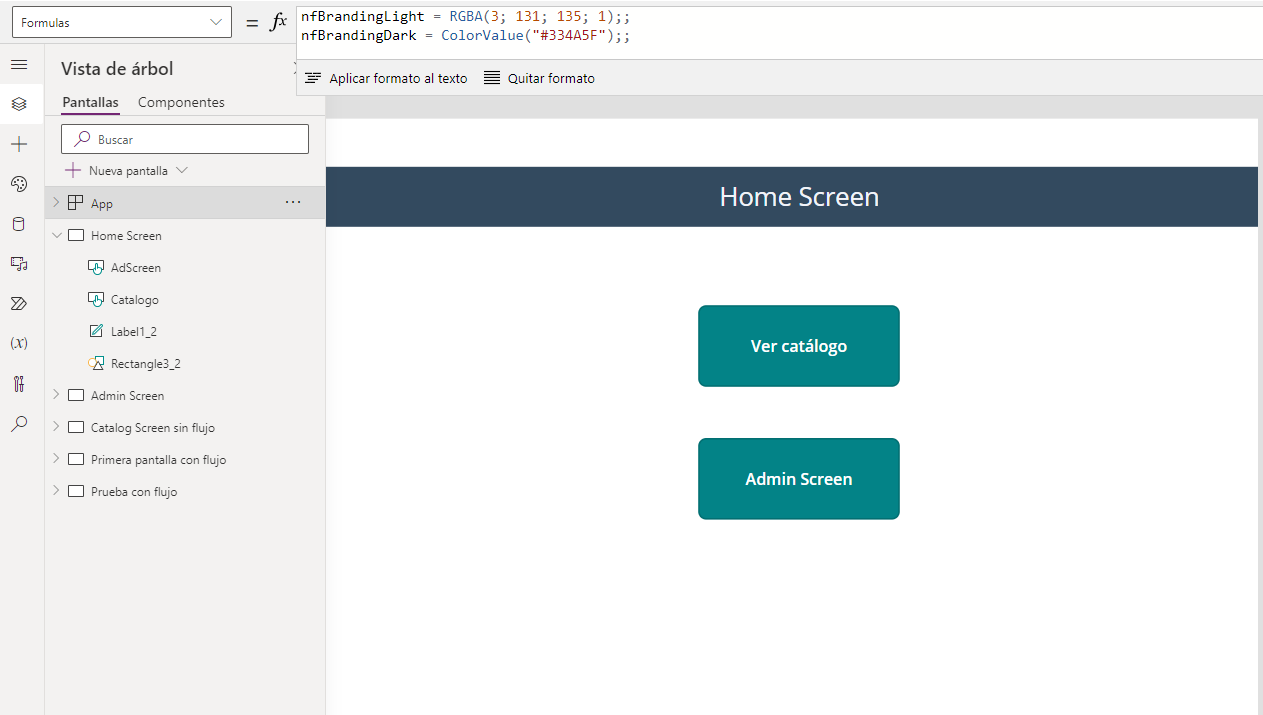 Formulas
= fx
nfBrandingLight = RGBA(3; 131; 135; 1);;
nfBrandingDark = ColorValue("#334A5F");;
Aplicar formato al texto
Quitar formato
Vista de árbol
Pantallas
Componentes
Buscar
Nueva pantalla
App
...
Home Screen
AdScreen
Catalogo
Label1_2
Rectangle3_2
Admin Screen
Catalog Screen sin flujo
Primera pantalla con flujo
Prueba con flujo
(x)
Home Screen
Ver catálogo
Admin Screen